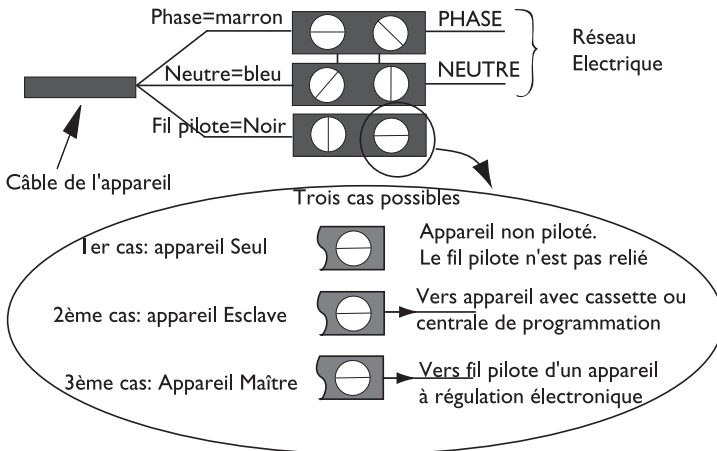 Phase=marron
PHASE
Réseau
Electrique
Neutre=bleu
NEUTRE
Fil pilote=Noir
Câble de l'appareil
Trois cas possibles
1er cas: appareil Seul
Appareil non piloté.
Le fil pilote n'est pas relié
2ème cas: appareil Esclave
Vers appareil avec cassette ou
centrale de programmation
3ème cas: Appareil Maître
Vers fil pilote d'un appareil
à régulation électronique